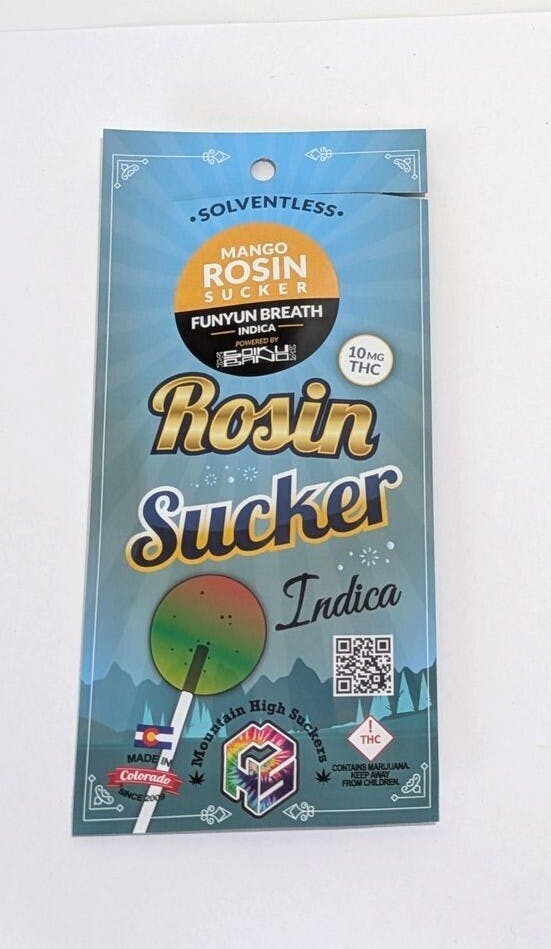 •SOLVENTLESS•
MANGO
ROSIN
SUCKER
FUNYUN BREATH
INDICA
POWERED BY
10MG
THC
Rosin
Sucker
Indica
Mountain High Suckers
!
THC
MADE IN
Colorado
SINCE 2009
CONTAINS MARIJUANA.
KEEP AWAY
FROM CHILDREN.